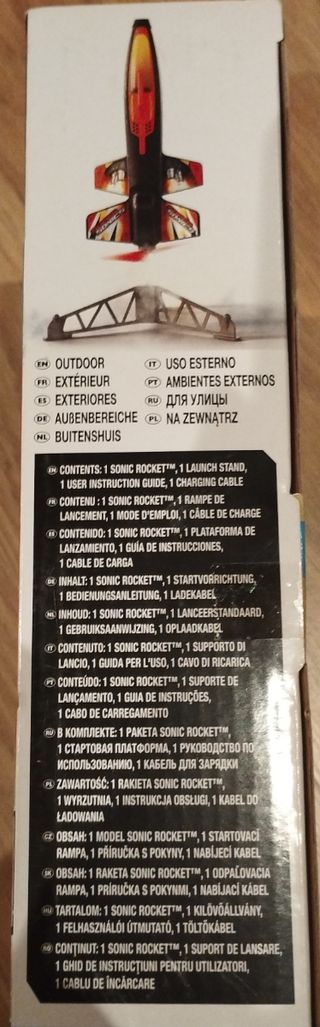 EN OUTDOOR
FR EXTÉRIEUR
ES EXTERIORES
DE AUßENBEREICHE
NL BUITENSHUIS
IT USO ESTERNO
PT AMBIENTES EXTERNOS
RU ДЛЯ УЛИЦЫ
PL NA ZEWNĄTRZ
EN CONTENTS: 1 SONIC ROCKET™, 1 LAUNCH STAND,
1 USER INSTRUCTION GUIDE, 1 CHARGING CABLE
FR CONTENU : 1 SONIC ROCKET™, 1 RAMPE DE
LANCEMENT, 1 MODE D'EMPLOI, 1 CÂBLE DE CHARGE
ES CONTENIDO: 1 SONIC ROCKET™, 1 PLATAFORMA DE
LANZAMIENTO, 1 GUÍA DE INSTRUCCIONES,
1 CABLE DE CARGA
DE INHALT: 1 SONIC ROCKET™, 1 STARTVORRICHTUNG,
1 BEDIENUNGSANLEITUNG, 1 LADEKABEL
NL INHOUD: 1 SONIC ROCKET™, 1 LANCEERSTANDAARD,
1 GEBRUIKSAANWIJZING, 1 OPLAADKABEL
IT CONTENUTO: 1 SONIC ROCKET™, 1 SUPPORTO DI
LANCIO, 1 GUIDA PER L'USO, 1 CAVO DI RICARICA
PT CONTEÚDO: 1 SONIC ROCKET™, 1 SUPORTE DE
LANÇAMENTO, 1 GUIA DE INSTRUÇÕES,
1 CABO DE CARREGAMENTO
RU В КОМПЛЕКТЕ: 1 РАКЕТА SONIC ROCKET™,
1 СТАРТОВАЯ ПЛАТФОРМА, 1 РУКОВОДСТВО ПО
ИСПОЛЬЗОВАНИЮ, 1 КАБЕЛЬ ДЛЯ ЗАРЯДКИ
PL ZAWARTOŚĆ: 1 RAKIETA SONIC ROCKET™,
1 WYRZUTNIA, 1 INSTRUKCJA OBSŁUGI, 1 KABEL DO
ŁADOWANIA
CZ OBSAH: 1 MODEL SONIC ROCKET™, 1 STARTOVACÍ
RAMPA, 1 PŘÍRUČKA S POKYNY, 1 NABÍJECÍ KABEL
SK OBSAH: 1 RAKETA SONIC ROCKET™, 1 ODPAĽOVACIA
RAMPA, 1 PRÍRUČKA S POKYNMI, 1 NABÍJACÍ KÁBEL
HU TARTALOM: 1 SONIC ROCKET™, 1 KILÖVŐÁLLVÁNY,
1 FELHASZNÁLÓI ÚTMUTATÓ, 1 TÖLTŐKÁBEL
RO CONȚINUT: 1 SONIC ROCKET™, 1 SUPORT DE LANSARE,
1 GHID DE INSTRUCȚIUNI PENTRU UTILIZATORI,
1 CABLU DE ÎNCĂRCARE